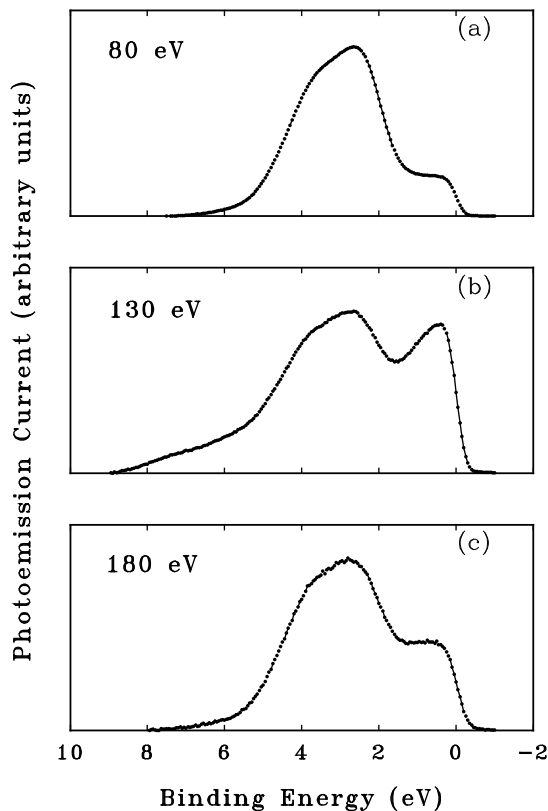 Photoemission Current (arbitrary units)
80 eV
(a)
130 eV
(b)
180 eV
(c)
10 8 6 4 2 0 −2
Binding Energy (eV)